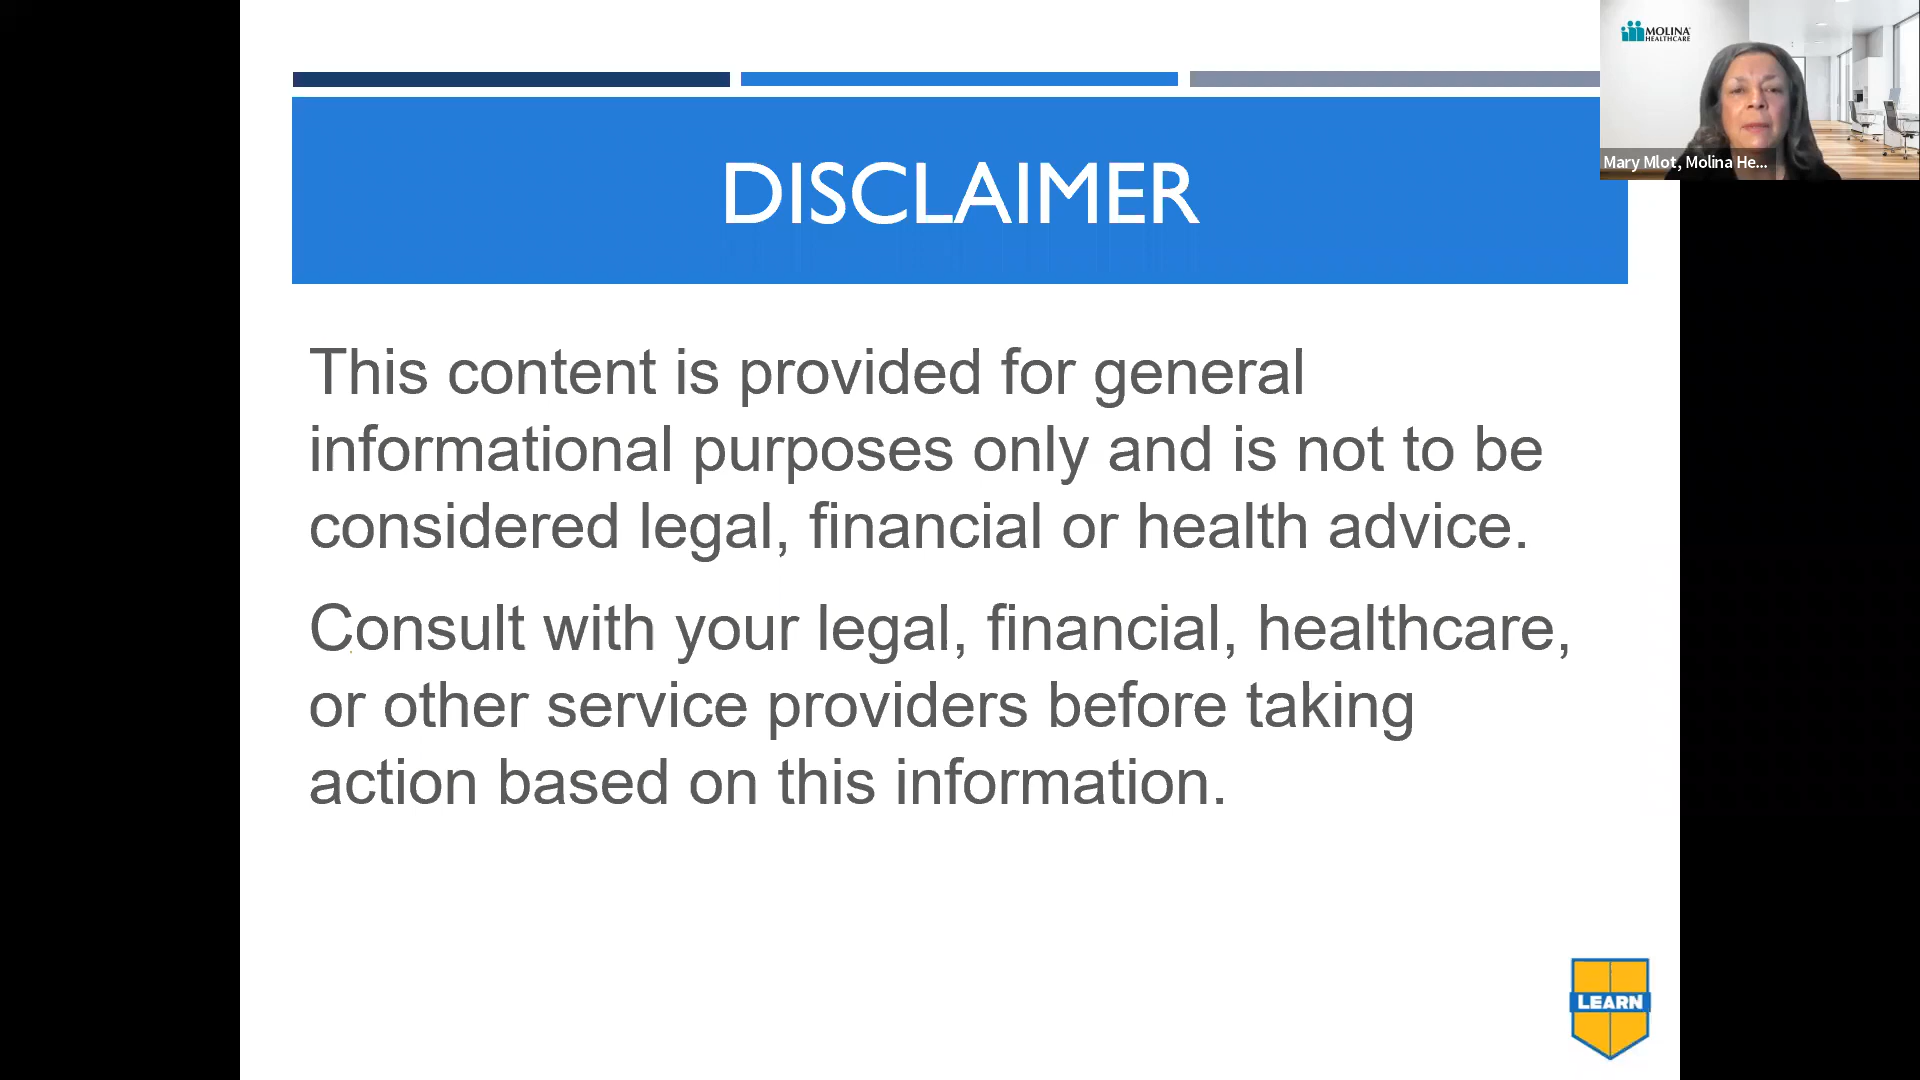 MOLINA
HEALTHCARE
Mary Mlot, Molina He...
DISCLAIMER
This content is provided for general
informational purposes only and is not to be
considered legal, financial or health advice.
Consult with your legal, financial, healthcare,
or other service providers before taking
action based on this information.
LEARN